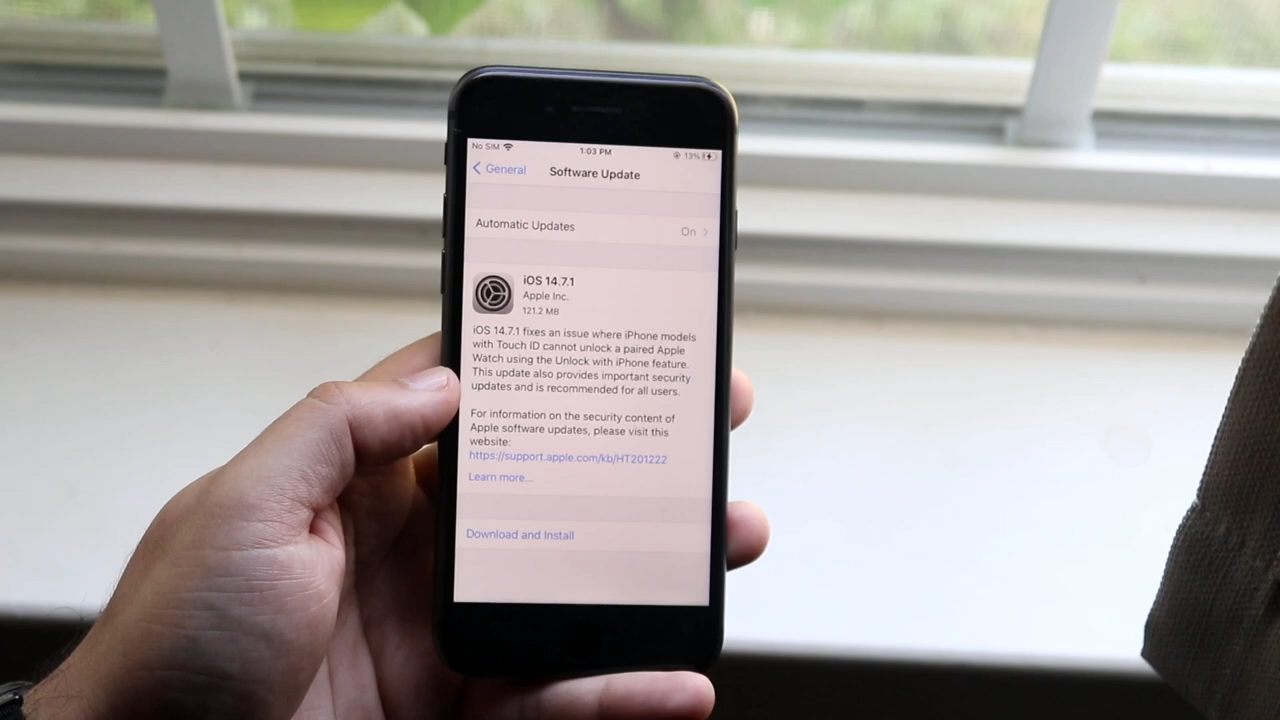 No SIM
1:03 PM
13%
General
Software Update
Automatic Updates
On
iOS 14.7.1
Apple Inc.
121.2 MB
iOS 14.7.1 fixes an issue where iPhone models
with Touch ID cannot unlock a paired Apple
Watch using the Unlock with iPhone feature.
This update also provides important security
updates and is recommended for all users.
For information on the security content of
Apple software updates, please visit this
website:
https://support.apple.com/kb/HT201222
Learn more...
Download and Install